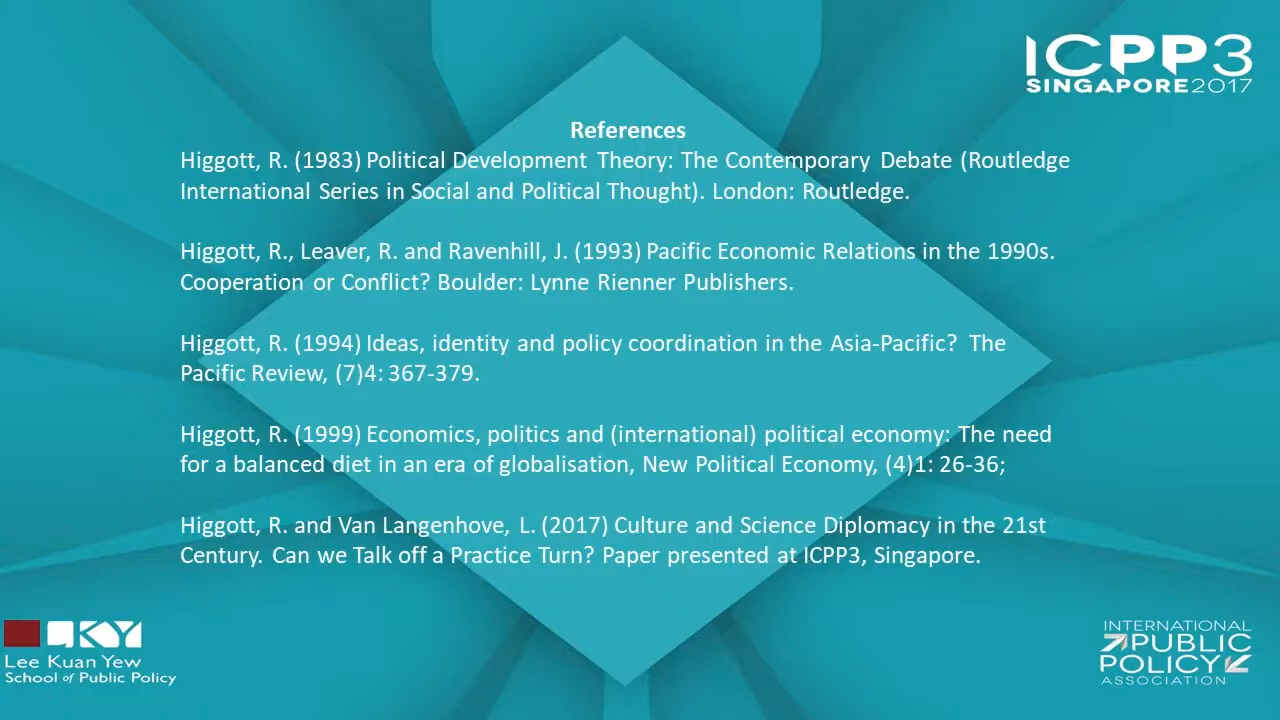 ICPP3
SINGAPORE2017
References
Higgott, R. (1983) Political Development Theory: The Contemporary Debate (Routledge
International Series in Social and Political Thought). London: Routledge.
Higgott, R., Leaver, R. and Ravenhill, J. (1993) Pacific Economic Relations in the 1990s.
Cooperation or Conflict? Boulder: Lynne Rienner Publishers.
Higgott, R. (1994) Ideas, identity and policy coordination in the Asia-Pacific? The
Pacific Review, (7)4: 367-379.
Higgott, R. (1999) Economics, politics and (international) political economy: The need
for a balanced diet in an era of globalisation, New Political Economy, (4)1: 26-36;
Higgott, R. and Van Langenhove, L. (2017) Culture and Science Diplomacy in the 21st
Century. Can we Talk off a Practice Turn? Paper presented at ICPP3, Singapore.
LKY
Lee Kuan Yew
School of Public Policy
INTERNATIONAL
PUBLIC
POLICY
ASSOCIATION